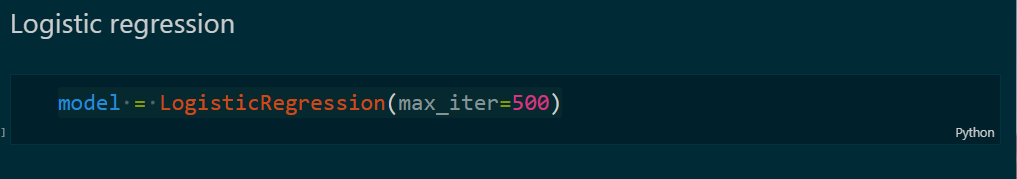 Logistic regression
model = LogisticRegression(max_iter=500)
]
Python